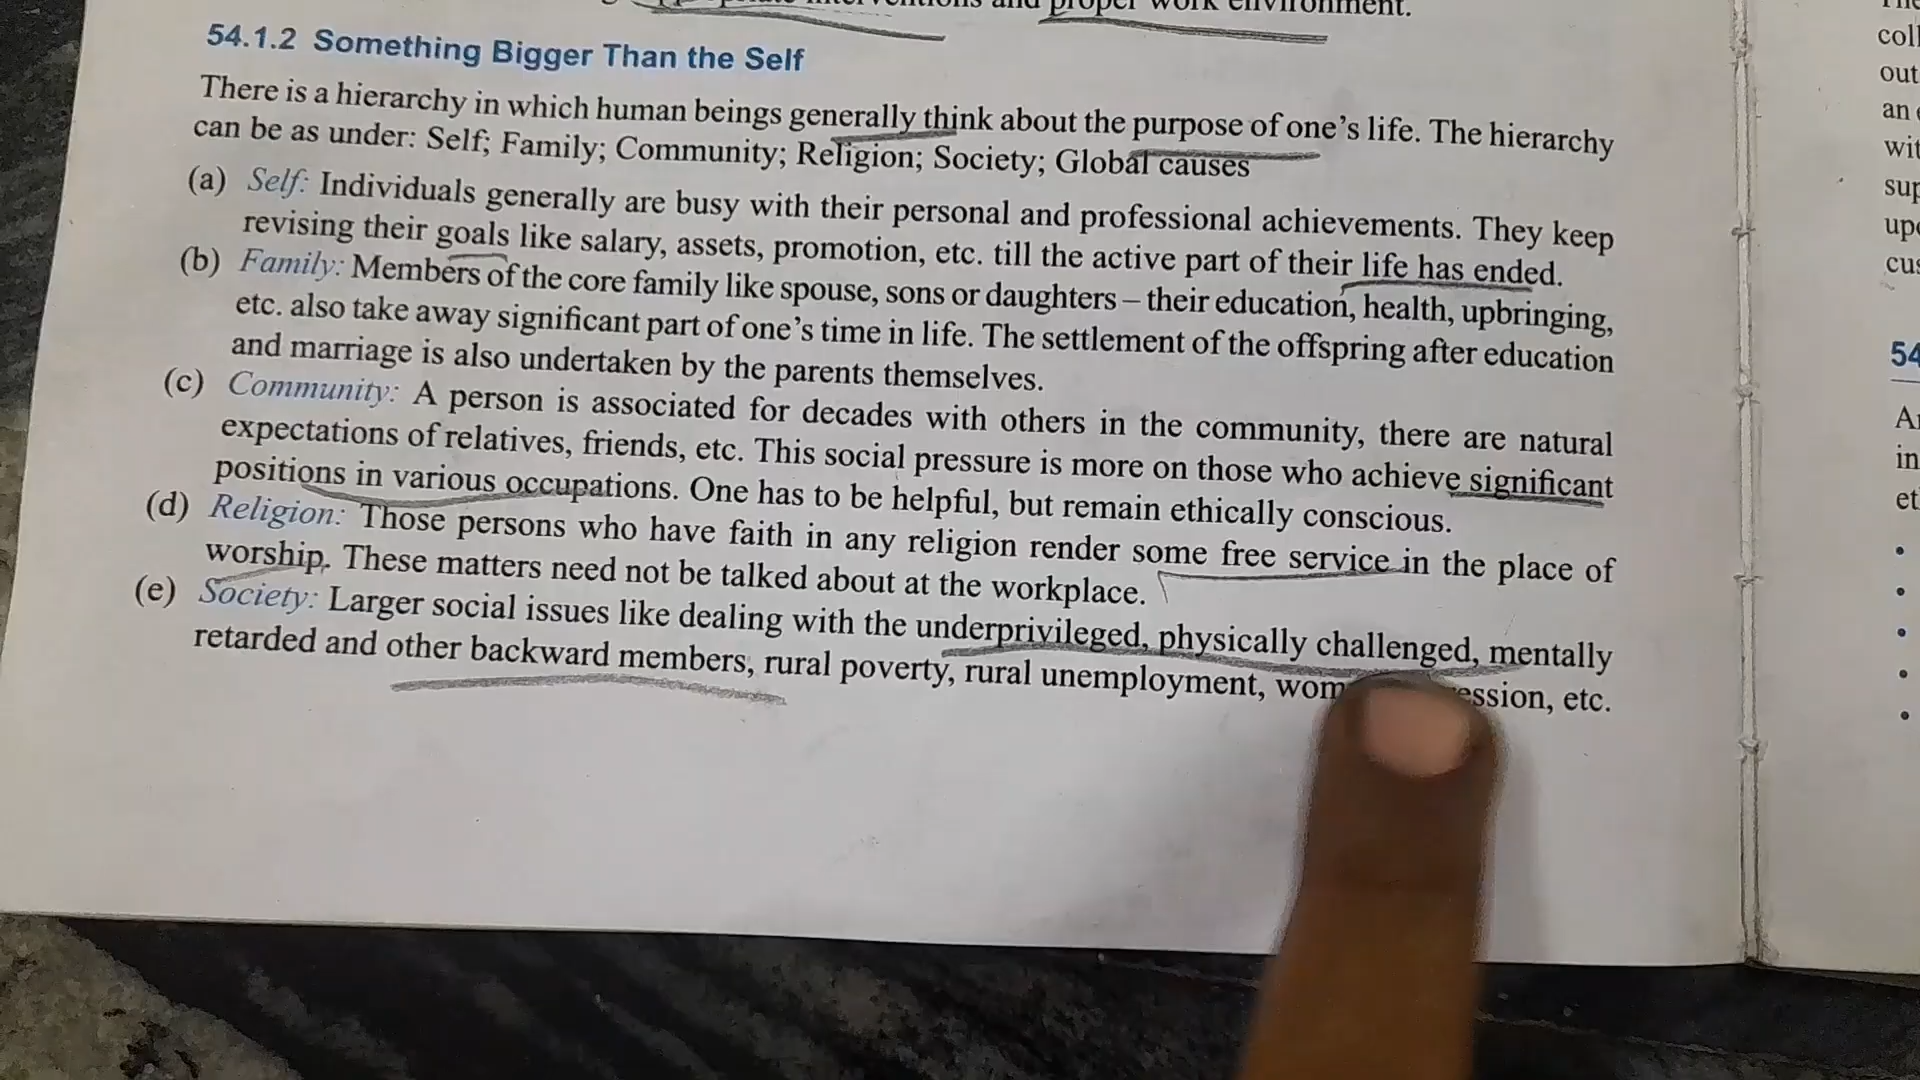 proper work environment.
54.1.2 Something Bigger Than the Self
There is a hierarchy in which human beings generally think about the purpose of one's life. The hierarchy
can be as under: Self; Family; Community; Religion; Society; Global causes
(a) Self: Individuals generally are busy with their personal and professional achievements. They keep
revising their goals like salary, assets, promotion, etc. till the active part of their life has ended.
(b) Family: Members of the core family like spouse, sons or daughters – their education, health, upbringing,
etc. also take away significant part of one's time in life. The settlement of the offspring after education
and marriage is also undertaken by the parents themselves.
(c) Community: A person is associated for decades with others in the community, there are natural
expectations of relatives, friends, etc. This social pressure is more on those who achieve significant
positions in various occupations. One has to be helpful, but remain ethically conscious.
(d) Religion: Those persons who have faith in any religion render some free service in the place of
worship. These matters need not be talked about at the workplace.
(e) Society: Larger social issues like dealing with the underprivileged, physically challenged, mentally
retarded and other backward members, rural poverty, rural unemployment, etc.
out
an
54
in